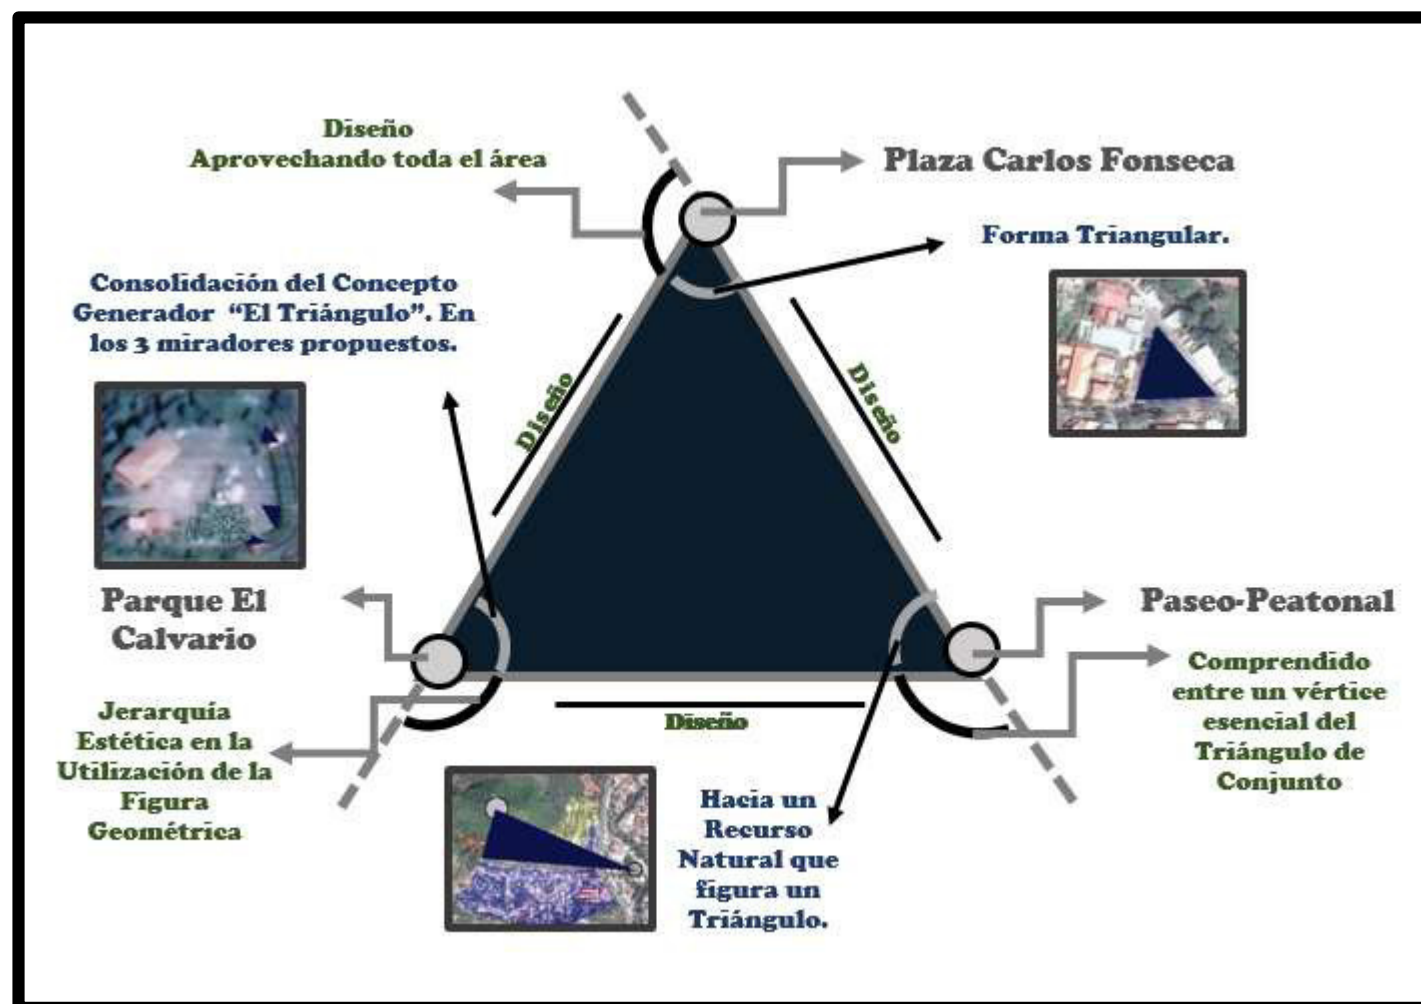 Diseño
Aprovechando toda el área
Plaza Carlos Fonseca
Forma Triangular.
Consolidación del Concepto
Generador “El Triángulo”. En
los 3 miradores propuestos.
Diseño
Diseño
Parque El
Calvario
Paseo-Peatonal
Jerarquía
Estética en la
Utilización de la
Figura
Geométrica
Diseño
Comprendido
entre un vértice
esencial del
Triángulo de
Conjunto
Hacia un
Recurso
Natural que
figura un
Triángulo.